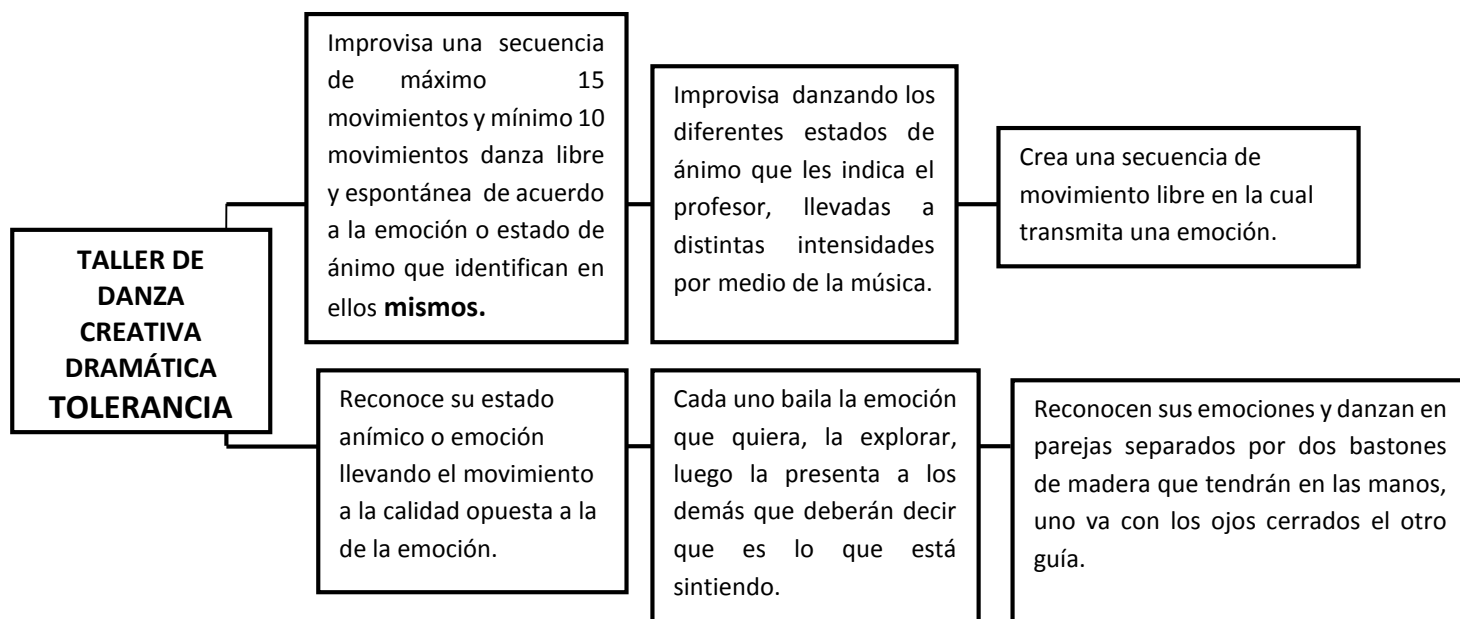 TALLER DE
DANZA
CREATIVA
DRAMÁTICA
TOLERANCIA
Improvisa una secuencia
de máximo 15
movimientos y mínimo 10
movimientos danza libre
y espontánea de acuerdo
a la emoción o estado de
ánimo que identifican en
ellos mismos.
Improvisa danzando los
diferentes estados de
ánimo que les indica el
profesor, llevadas a
distintas intensidades
por medio de la música.
Crea una secuencia de
movimiento libre en la cual
transmita una emoción.
Reconoce su estado
anímico o emoción
llevando el movimiento
a la calidad opuesta a la
de la emoción.
Cada uno baila la emoción
que quiera, la explorar,
luego la presenta a los
demás que deberán decir
que es lo que está
sintiendo.
Reconocen sus emociones y danzan en
parejas separados por dos bastones
de madera que tendrán en las manos,
uno va con los ojos cerrados el otro
guía.